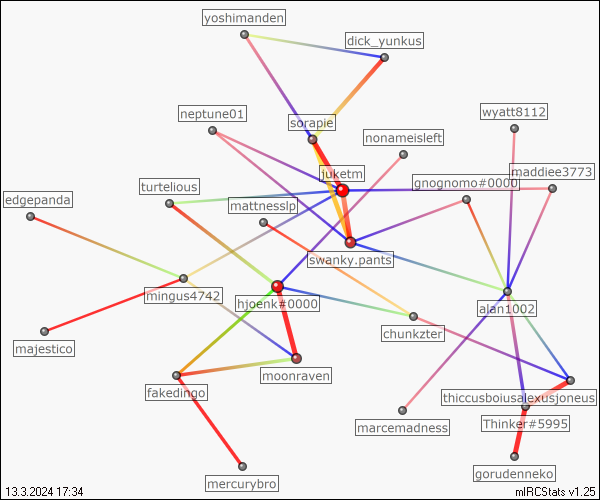 yoshimanden
dick_yunkus
neptune01
sorapie
nonameisleft
wyatt8112
juketm
gnognomo#0000
maddiee3773
edgepanda
turtelious
mattnesslp
swanky.pants
mingus4742
hjoenk#0000
alan1002
majestico
chunkzter
moonraven
fakedingo
thiccusboiusalexusjoneus
marcemadness
Thinker#5995
mercurybro
gorudenneko
13.3.2024 17:34
mIRCStats v1.25